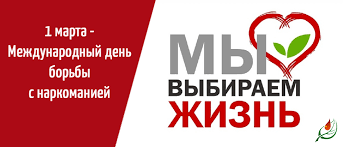 1 марта -
Международный день
борьбы
с наркоманией
МЫ
ВЫБИРАЕМ
ЖИЗНЬ